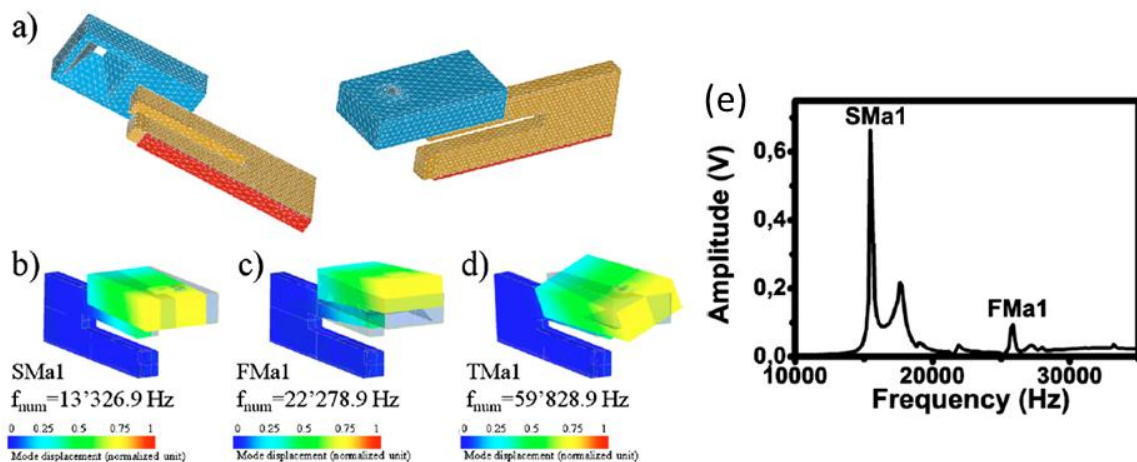 a)
b)
SMa1
f_num=13'326.9 Hz
0 0.25 0.5 0.75 1
Mode displacement (normalized unit)
c)
FMa1
f_num=22'278.9 Hz
0 0.25 0.5 0.75 1
Mode displacement (normalized unit)
d)
TMa1
f_num=59'828.9 Hz
0 0.25 0.5 0.75 1
Mode displacement (normalized unit)
(e)
Amplitude (V)
0,6
0,4
0,2
0,0
SMa1
FMa1
10000 20000 30000
Frequency (Hz)